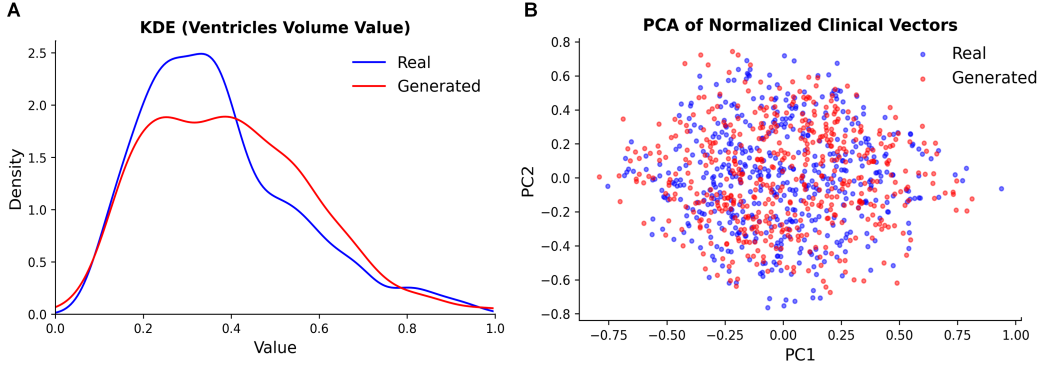 A
KDE (Ventricles Volume Value)
Real
Generated
Density
2.5
2.0
1.5
1.0
0.5
0.0
0.0 0.2 0.4 0.6 0.8 1.0
Value
B
PCA of Normalized Clinical Vectors
Real
Generated
PC2
0.8
0.6
0.4
0.2
0.0
−0.2
−0.4
−0.6
−0.8
−0.75 −0.50 −0.25 0.00 0.25 0.50 0.75 1.00
PC1